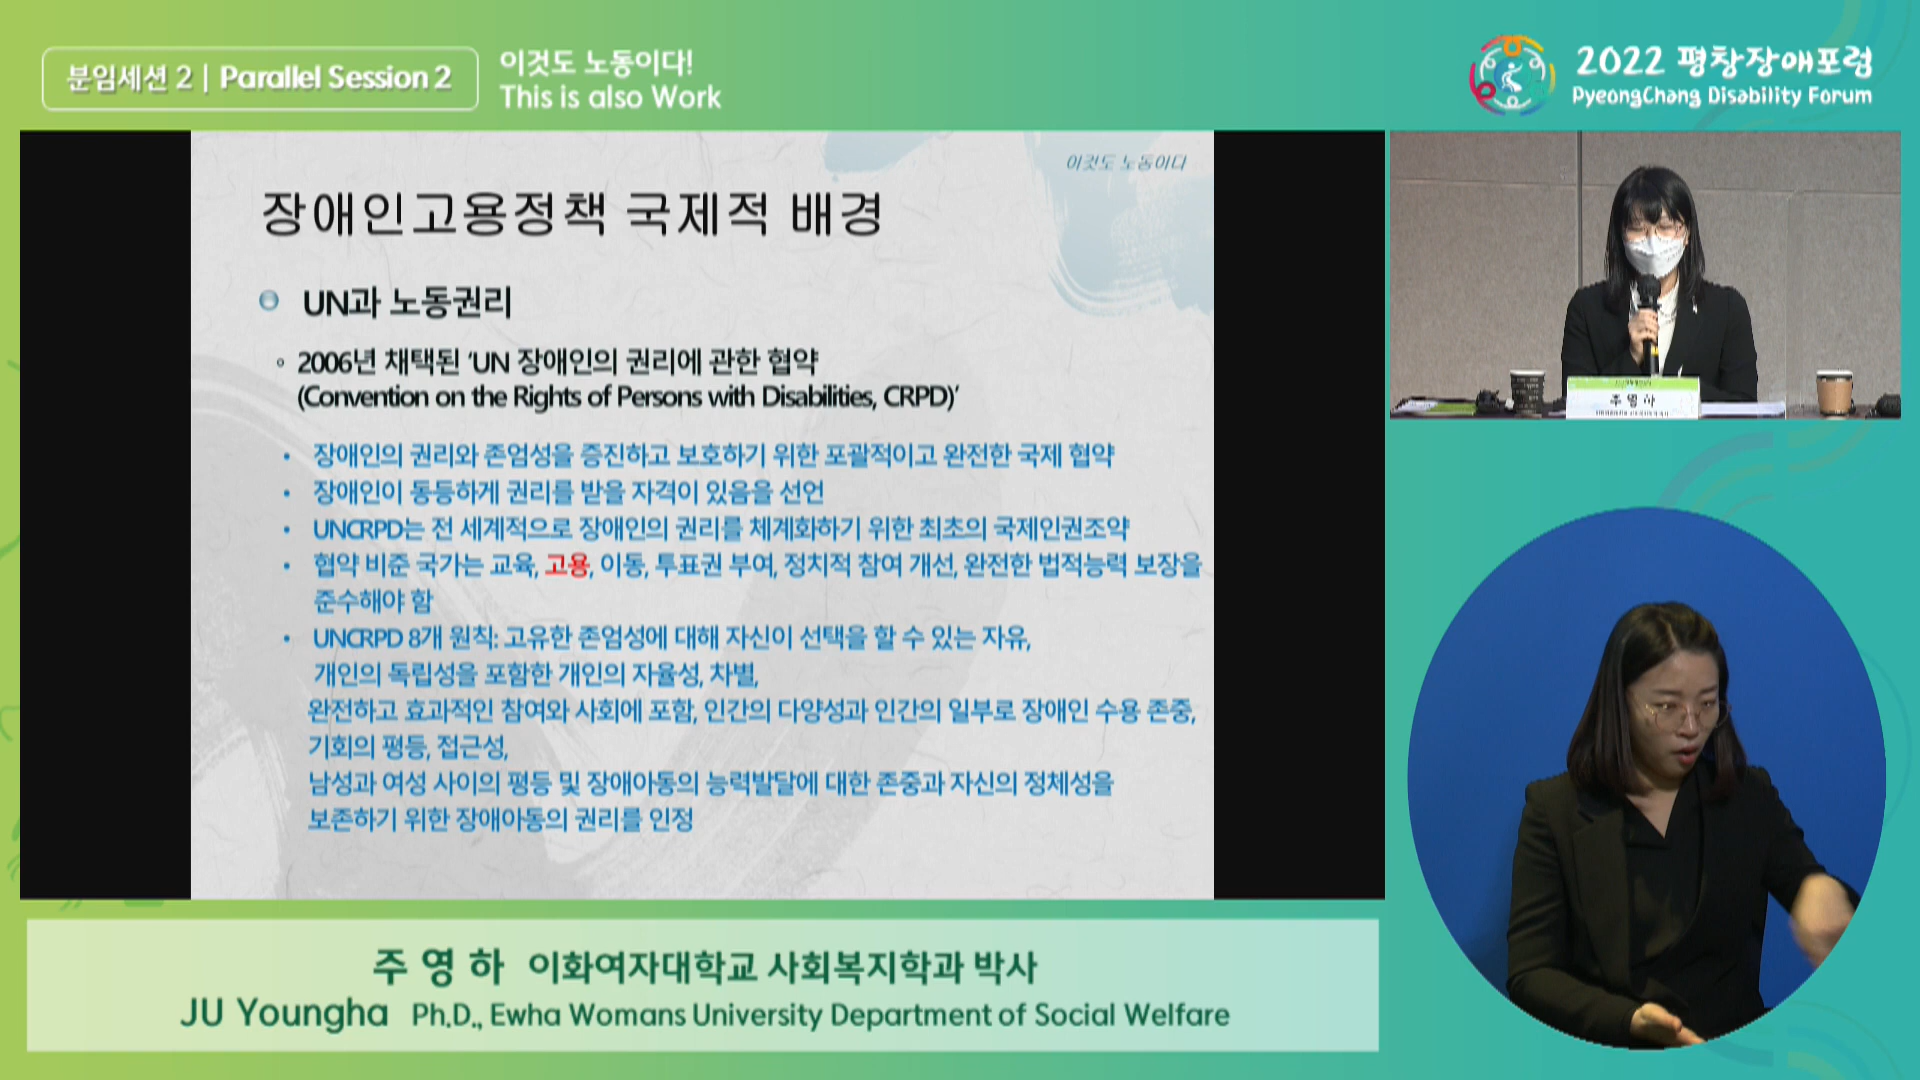 분임세션 2 | Parallel Session 2
이것도 노동이다!
This is also Work
2022 평창장애포럼
PyeongChang Disability Forum
이것도 노동이다
장애인고용정책 국제적 배경
UN과 노동권리
2006년 채택된 ‘UN 장애인의 권리에 관한 협약
(Convention on the Rights of Persons with Disabilities, CRPD)’
• 장애인의 권리와 존엄성을 증진하고 보호하기 위한 포괄적이고 완전한 국제 협약
• 장애인이 동등하게 권리를 받을 자격이 있음을 선언
• UNCRPD는 전 세계적으로 장애인의 권리를 체계화하기 위한 최초의 국제인권조약
• 협약 비준 국가는 교육, 고용, 이동, 투표권 부여, 정치적 참여 개선, 완전한 법적능력 보장을
준수해야 함
• UNCRPD 8개 원칙: 고유한 존엄성에 대해 자신이 선택을 할 수 있는 자유,
개인의 독립성을 포함한 개인의 자율성, 차별,
완전하고 효과적인 참여와 사회에 포함, 인간의 다양성과 인간의 일부로 장애인 수용 존중,
기회의 평등, 접근성,
남성과 여성 사이의 평등 및 장애아동의 능력발달에 대한 존중과 자신의 정체성을
보존하기 위한 장애아동의 권리를 인정
주영하
주 영 하 이화여자대학교 사회복지학과 박사
JU Youngha Ph.D., Ewha Womans University Department of Social Welfare